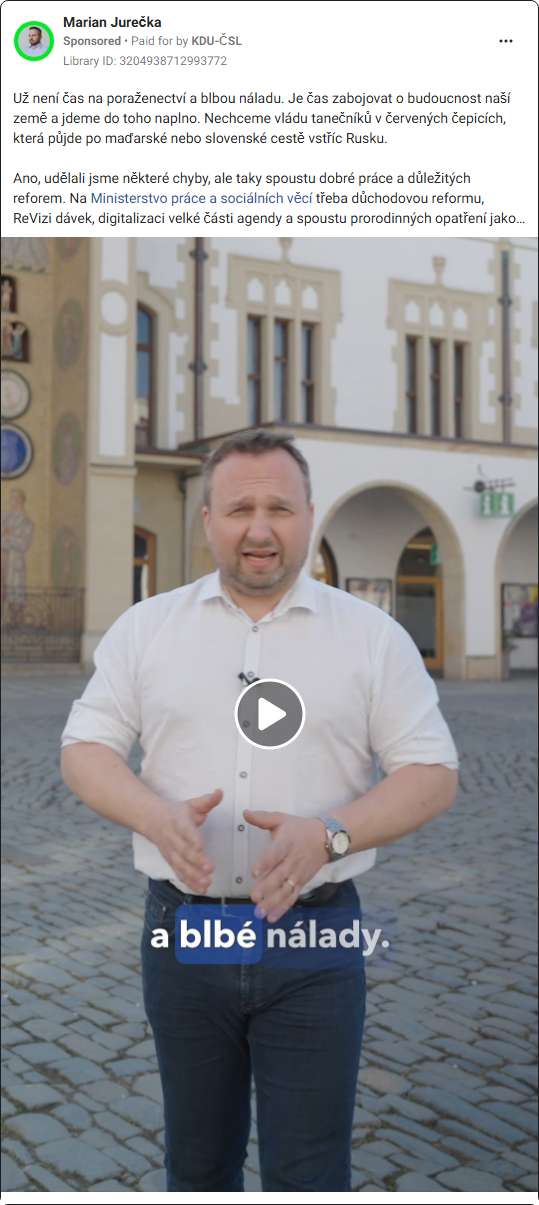 Marian Jurečka
Sponsored • Paid for by KDU-ČSL
Library ID: 3204938712993772
Už není čas na poraženectví a blbou náladu. Je čas zabojovat o budoucnost naší
země a jdeme do toho naplno. Nechceme vládu tanečníků v červených čepicích,
která půjde po maďarské nebo slovenské cestě vstříc Rusku.
Ano, udělali jsme některé chyby, ale taky spoustu dobré práce a důležitých
reforem. Na Ministerstvo práce a sociálních věcí třeba důchodovou reformu,
ReVizi dávek, digitalizaci velké části agendy a spoustu prorodinných opatření jako...
a blbé nálady.